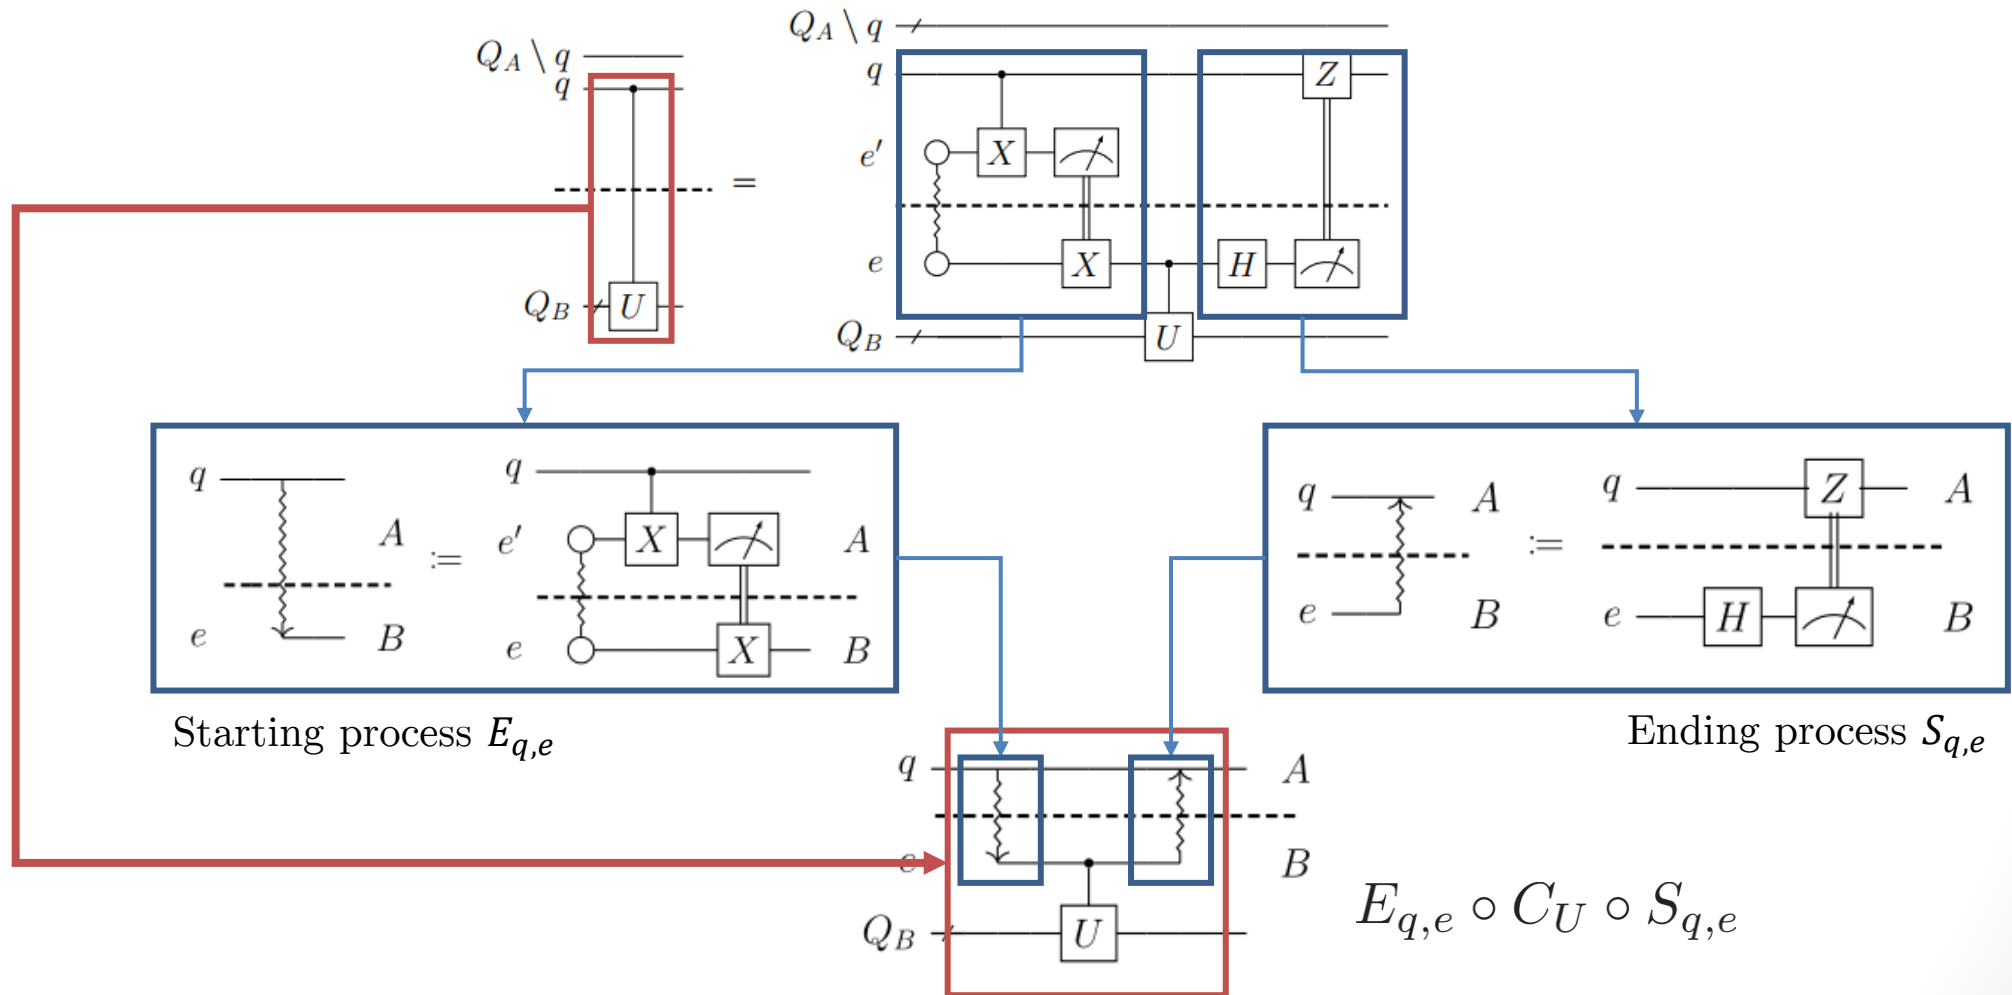 Q_A \ q
q
Q_B
U
=
Q_A \ q
q
Z
e′
X
e
X
H
Q_B
U
q
A
e
B
:=
q
e′
X
A
e
X
B
q
A
e
B
:=
q
Z
A
e
H
B
Starting process E_{q,e}
Ending process S_{q,e}
q
A
e
B
Q_B
U
E_{q,e} ∘ C_U ∘ S_{q,e}